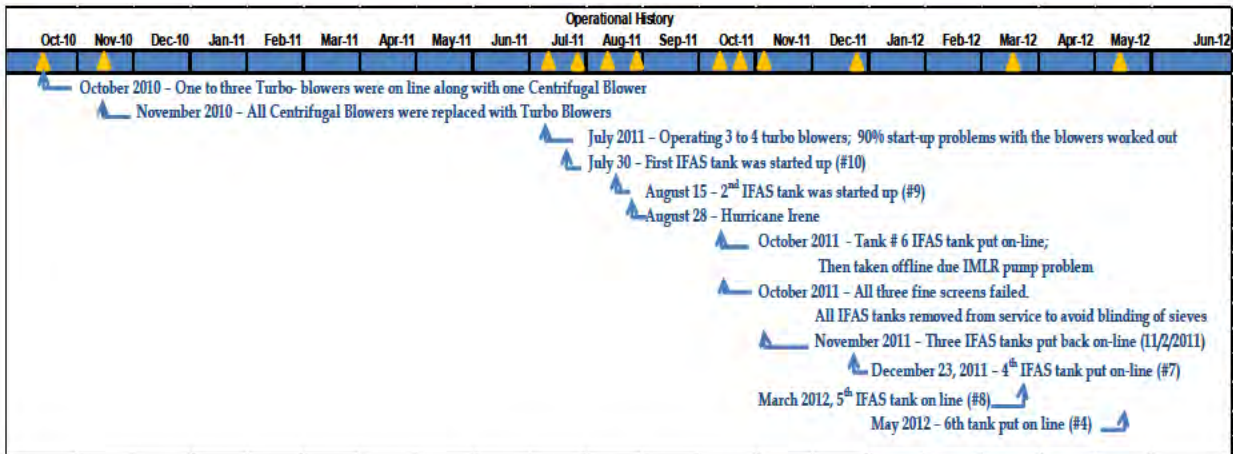 Operational History
Oct-10 Nov-10 Dec-10 Jan-11 Feb-11 Mar-11 Apr-11 May-11 Jun-11 Jul-11 Aug-11 Sep-11 Oct-11 Nov-11 Dec-11 Jan-12 Feb-12 Mar-12 Apr-12 May-12 Jun-12
October 2010 – One to three Turbo- blowers were on line along with one Centrifugal Blower
November 2010 – All Centrifugal Blowers were replaced with Turbo Blowers
July 2011 – Operating 3 to 4 turbo blowers; 90% start-up problems with the blowers worked out
July 30 – First IFAS tank was started up (#10)
August 15 – 2nd IFAS tank was started up (#9)
August 28 – Hurricane Irene
October 2011 - Tank # 6 IFAS tank put on-line;
Then taken offline due IMLR pump problem
October 2011 – All three fine screens failed.
All IFAS tanks removed from service to avoid blinding of sieves
November 2011 – Three IFAS tanks put back on-line (11/2/2011)
December 23, 2011 – 4th IFAS tank put on-line (#7)
March 2012, 5th IFAS tank on line (#8)
May 2012 – 6th tank put on line (#4)